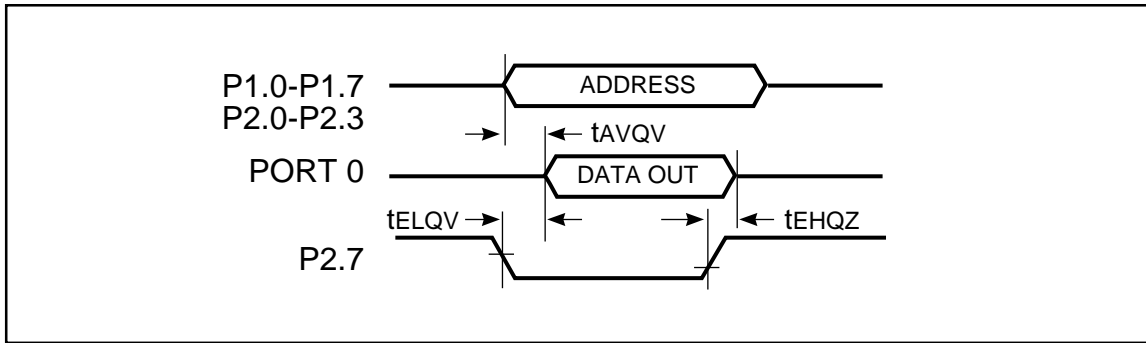 P1.0-P1.7
ADDRESS
P2.0-P2.3
tAVQV
PORT 0
DATA OUT
tELQV
tEHQZ
P2.7